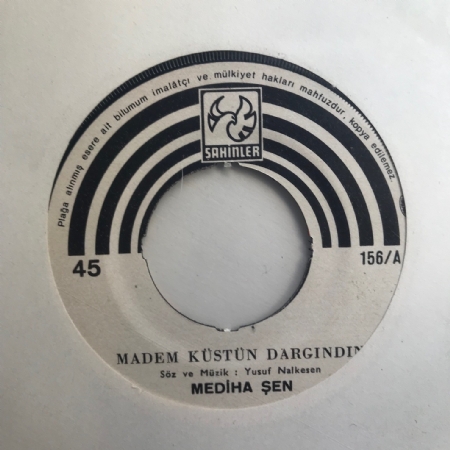 Plağa alınmış esere ait bilumum imalâtçı ve mülkiyet hakları mahfuzdur, kopya edilemez
ŞAHİNLER
45
156/A
MADEM KÜSTÜN DARGINDIN
Söz ve Müzik : Yusuf Nalkesen
MEDİHA ŞEN